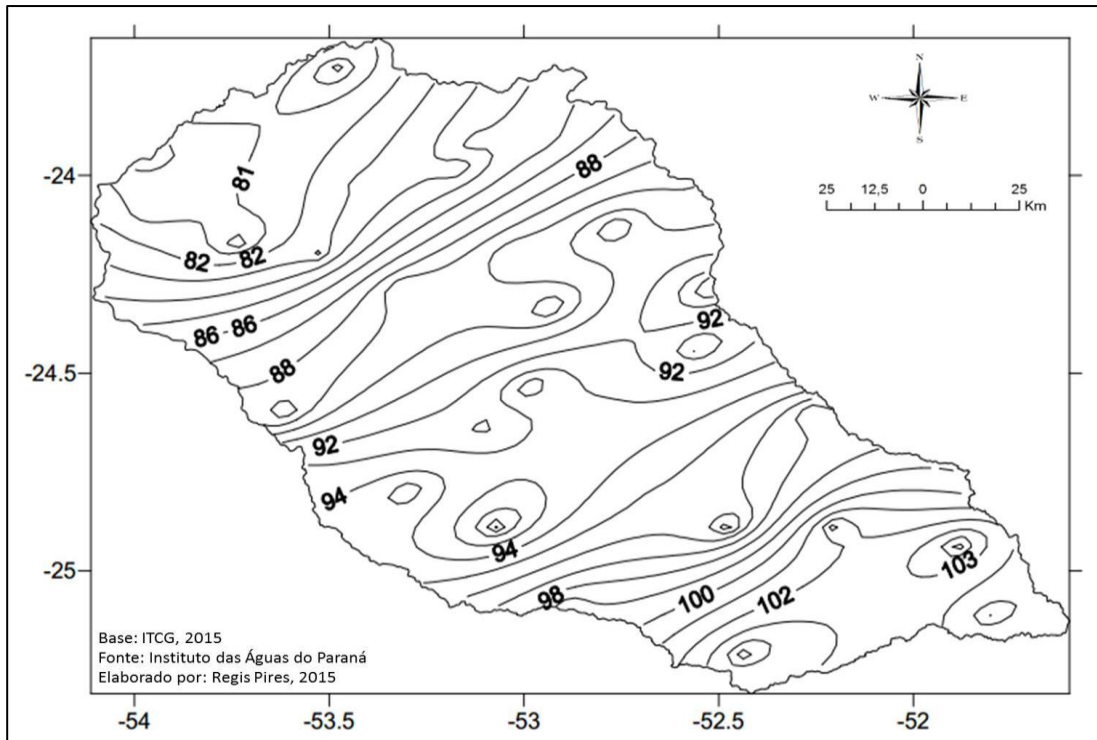 N
W E
S
25 12,5 0 25
Km
-24
-24.5
-25
88
81
82 82
86 86
88
92
92
92
94
94
98
100
102
103
Base: ITCG, 2015
Fonte: Instituto das Águas do Paraná
Elaborado por: Regis Pires, 2015
-54 -53.5 -53 -52.5 -52